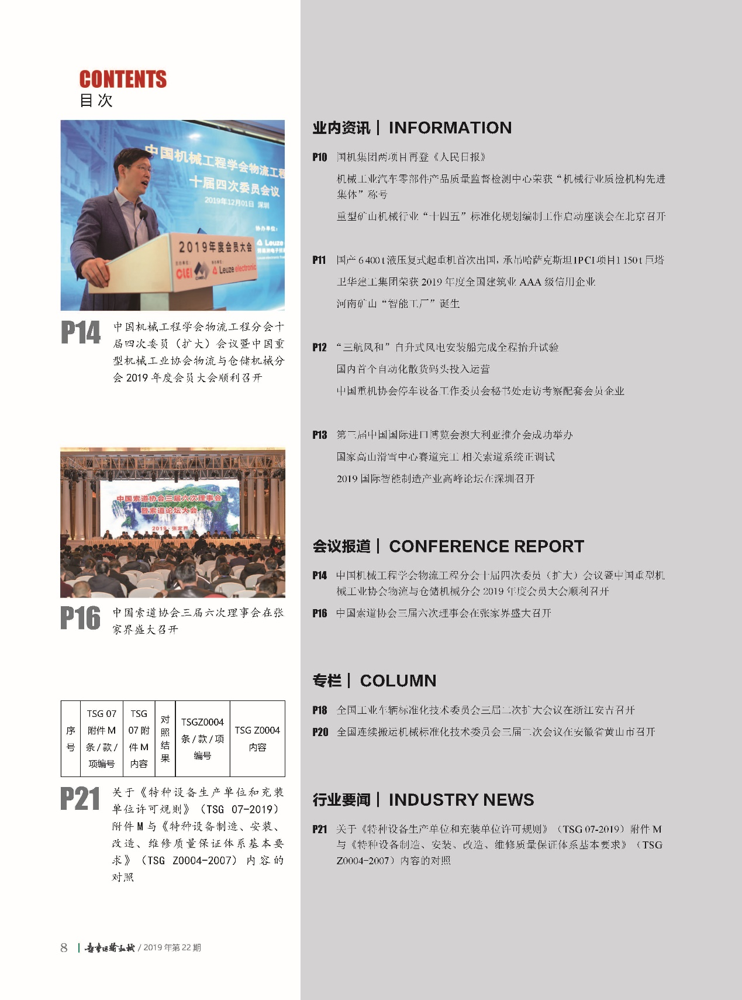 CONTENTS
目次
中国机械工程学会物流工程
十届四次委员会议
2019年12月01日 深圳
协办单位：
Leuze
2019年度会员大会
CIEI
Leuze electronic
P14 中国机械工程学会物流工程分会十
届四次委员（扩大）会议暨中国重
型机械工业协会物流与仓储机械分
会 2019 年度会员大会顺利召开
中国索道协会三届六次理事会
暨索道论坛大会
2019·张家界
P16 中国索道协会三届六次理事会在张
家界盛大召开
序号
TSG 07 附件 M 条/款/项编号
TSG 07 附件 M 内容
对照结果
TSGZ0004 条/款/项编号
TSG Z0004 内容
P21 关于《特种设备生产单位和充装
单位许可规则》（TSG 07-2019）
附件 M 与《特种设备制造、安装、
改造、维修质量保证体系基本要
求》（TSG Z0004-2007）内容的
对照
8 起重运输机械 / 2019 年第 22 期
业内资讯 | INFORMATION
P10 国机集团两项目再登《人民日报》
机械工业汽车零部件产品质量监督检测中心荣获“机械行业质检机构先进
集体”称号
重型矿山机械行业“十四五”标准化规划编制工作启动座谈会在北京召开
P11 国产 6 400 t 液压复式起重机首次出国，承吊哈萨克斯坦 IPCI 项目1 150 t 巨塔
卫华建工集团荣获 2019 年度全国建筑业 AAA 级信用企业
河南矿山“智能工厂”诞生
P12 “三航风和”自升式风电安装船完成全程抬升试验
国内首个自动化散货码头投入运营
中国重机协会停车设备工作委员会秘书处走访考察配套会员企业
P13 第三届中国国际进口博览会澳大利亚推介会成功举办
国家高山滑雪中心赛道完工 相关索道系统正调试
2019 国际智能制造产业高峰论坛在深圳召开
会议报道 | CONFERENCE REPORT
P14 中国机械工程学会物流工程分会十届四次委员（扩大）会议暨中国重型机
械工业协会物流与仓储机械分会 2019 年度会员大会顺利召开
P16 中国索道协会三届六次理事会在张家界盛大召开
专栏 | COLUMN
P18 全国工业车辆标准化技术委员会三届二次扩大会议在浙江安吉召开
P20 全国连续搬运机械标准化技术委员会三届二次会议在安徽省黄山市召开
行业要闻 | INDUSTRY NEWS
P21 关于《特种设备生产单位和充装单位许可规则》（TSG 07-2019）附件 M
与《特种设备制造、安装、改造、维修质量保证体系基本要求》（TSG
Z0004-2007）内容的对照